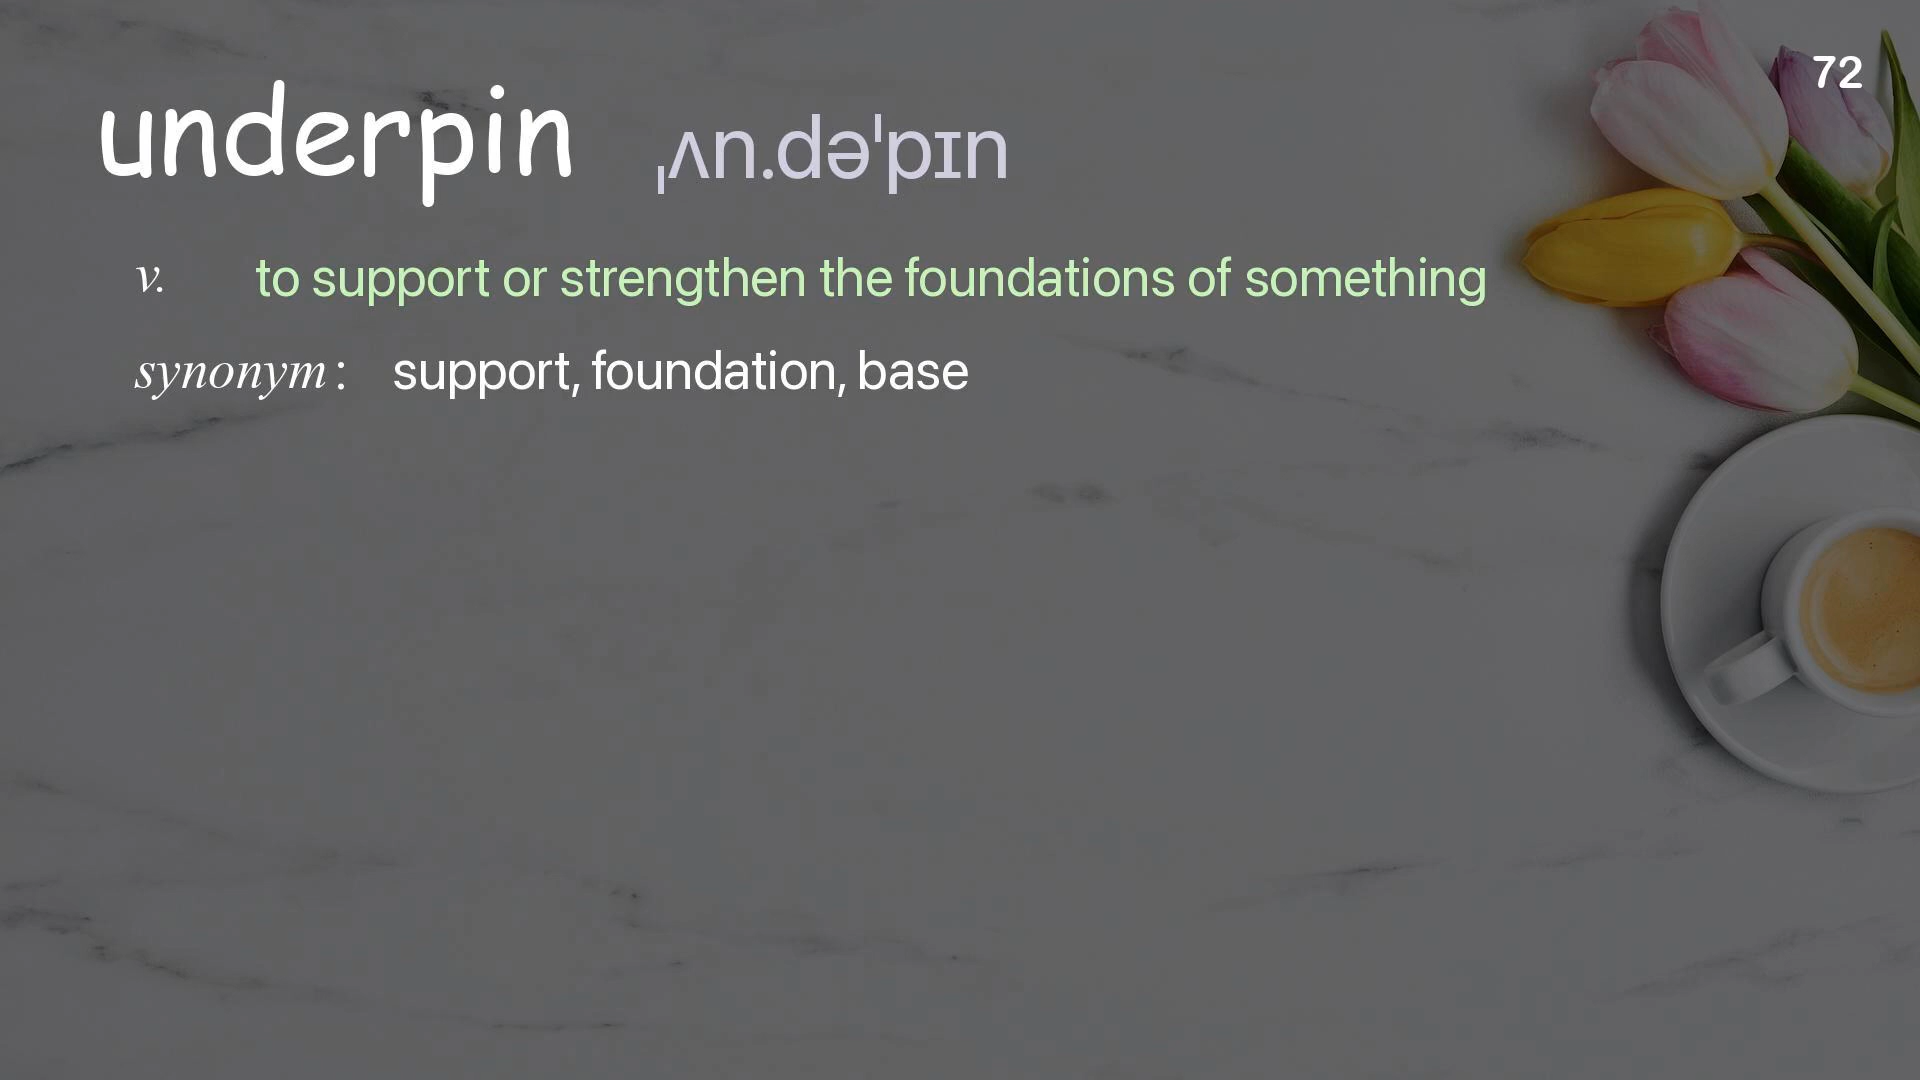 72
underpin ˌʌn.dəˈpɪn
v. to support or strengthen the foundations of something
synonym : support, foundation, base